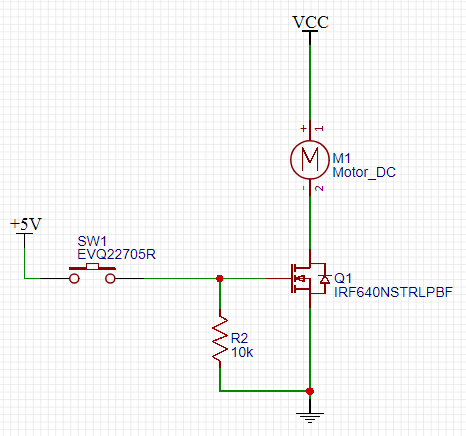 VCC
+ 1
M
M1
Motor_DC
- 2
+5V
SW1
EVQ22705R
Q1
IRF640NSTRLPBF
R2
10k